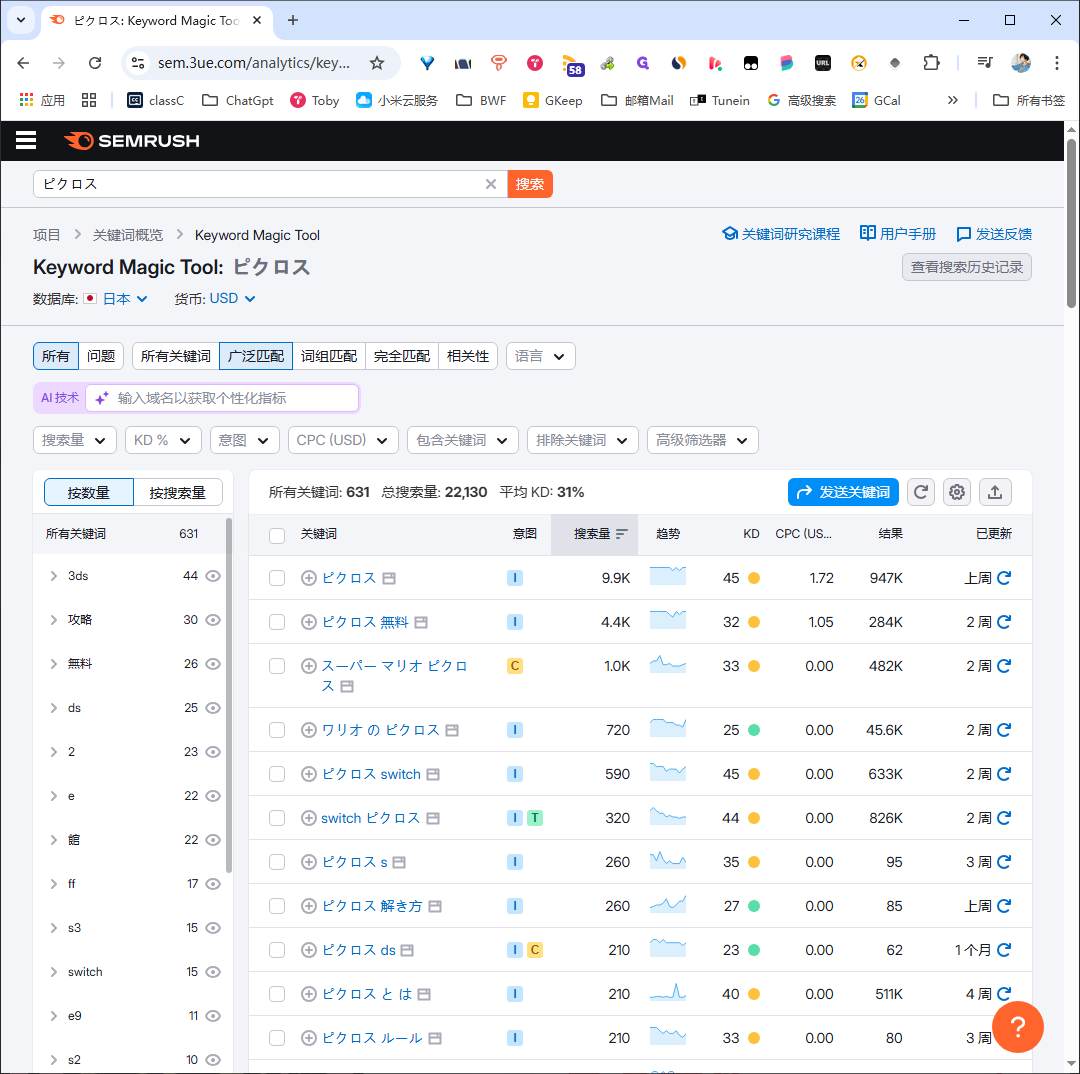 ピクロス: Keyword Magic Too
sem.3ue.com/analytics/key...
58
URL
应用 classC ChatGpt Toby 小米云服务 BWF GKeep 邮箱Mail Tunein 高级搜索 GCal 所有书签
SEMRUSH
ピクロス 搜索
项目 关键词概览 Keyword Magic Tool 关键词研究课程 用户手册 发送反馈
Keyword Magic Tool: ピクロス 查看搜索历史记录
数据库: 日本 货币: USD
所有 问题 所有关键词 广泛匹配 词组匹配 完全匹配 相关性 语言
AI 技术 输入域名以获取个性化指标
搜索量 KD % 意图 CPC (USD) 包含关键词 排除关键词 高级筛选器
按数量 按搜索量 所有关键词: 631 总搜索量: 22,130 平均 KD: 31% 发送关键词
所有关键词 631
关键词 意图 搜索量 趋势 KD CPC (US... 结果 已更新
3ds 44
ピクロス I 9.9K 45 1.72 947K 上周
攻略 30
ピクロス 無料 I 4.4K 32 1.05 284K 2 周
無料 26
スーパー マリオ ピクロ
ス C 1.0K 33 0.00 482K 2 周
ds 25
ワリオ の ピクロス I 720 25 0.00 45.6K 2 周
2 23
ピクロス switch I 590 45 0.00 633K 2 周
e 22
switch ピクロス I T 320 44 0.00 826K 2 周
館 22
ピクロス s I 260 35 0.00 95 3 周
ff 17
ピクロス 解き方 I 260 27 0.00 85 上周
s3 15
ピクロス ds I C 210 23 0.00 62 1 个月
switch 15
ピクロス と は I 210 40 0.00 511K 4 周
e9 11
ピクロス ルール I 210 33 0.00 80 3 周
s2 10
?